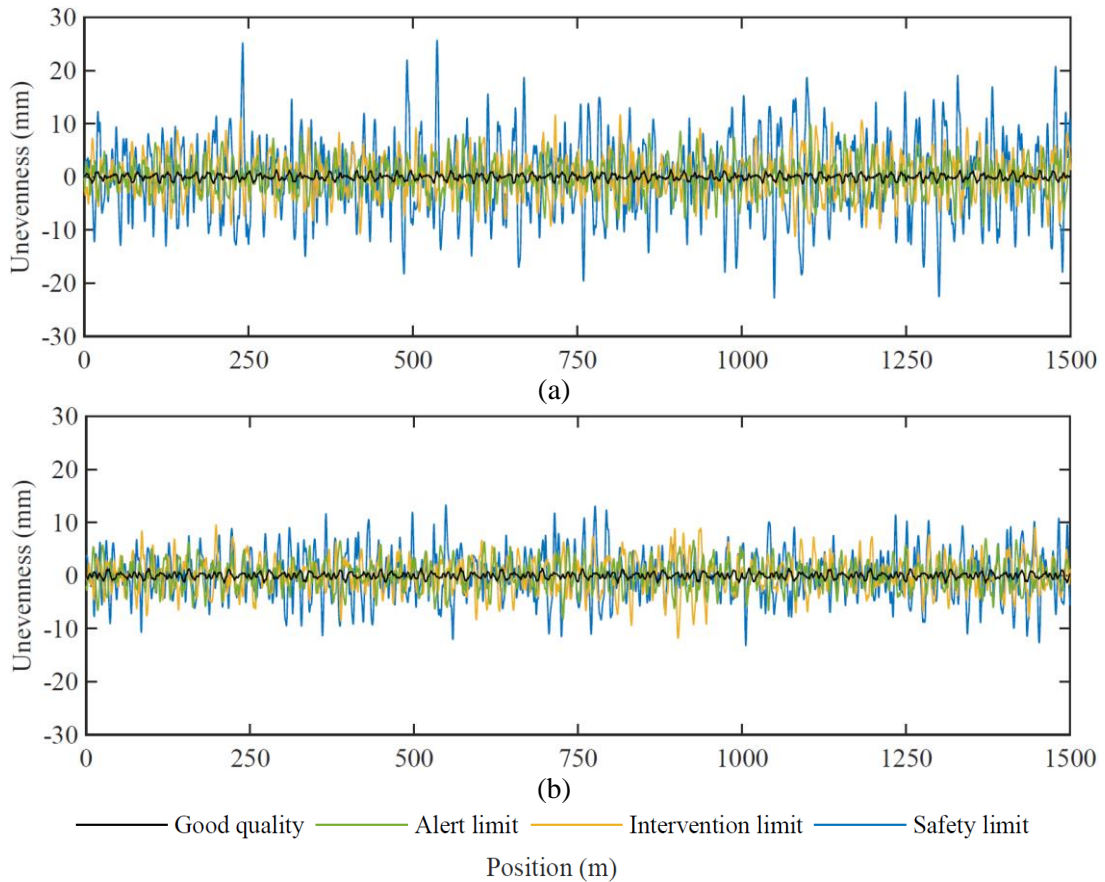 30
20
10
0
-10
-20
-30
Unevenness (mm)
0 250 500 750 1000 1250 1500
(a)
30
20
10
0
-10
-20
-30
Unevenness (mm)
0 250 500 750 1000 1250 1500
(b)
Good quality Alert limit Intervention limit Safety limit
Position (m)